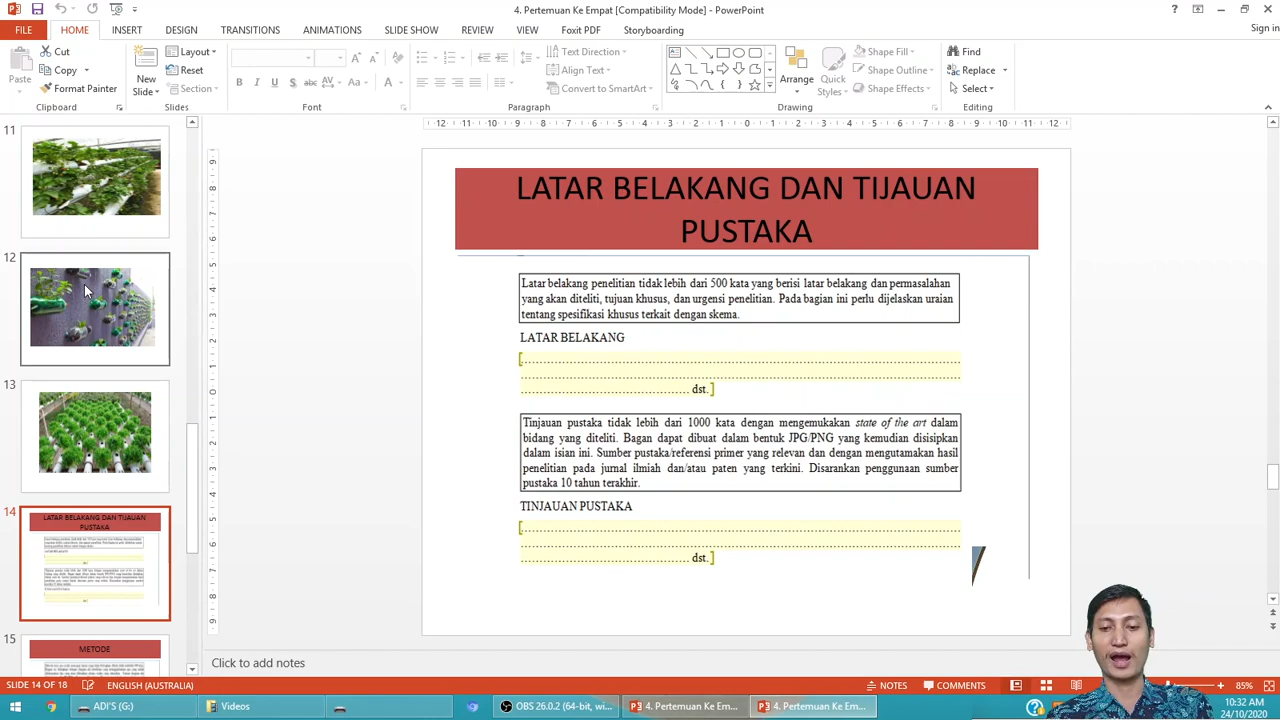 4. Pertemuan Ke Empat [Compatibility Mode] - PowerPoint
FILE
HOME
INSERT
DESIGN
TRANSITIONS
ANIMATIONS
SLIDE SHOW
REVIEW
VIEW
Foxit PDF
Storyboarding
Sign in
Paste
Cut
Copy
Format Painter
Clipboard
New Slide
Layout
Reset
Section
Slides
Font
Text Direction
Align Text
Convert to SmartArt
Paragraph
Arrange
Quick Styles
Shape Fill
Shape Outline
Shape Effects
Drawing
Find
Replace
Select
Editing
11
12
13
14
LATAR BELAKANG DAN TIJAUAN
PUSTAKA
15
METODE
LATAR BELAKANG DAN TIJAUAN
PUSTAKA
Latar belakang penelitian tidak lebih dari 500 kata yang berisi latar belakang dan permasalahan
yang akan diteliti, tujuan khusus, dan urgensi penelitian. Pada bagian ini perlu dijelaskan uraian
tentang spesifikasi khusus terkait dengan skema.
LATAR BELAKANG
dst.
Tinjauan pustaka tidak lebih dari 1000 kata dengan mengemukakan state of the art dalam
bidang yang diteliti. Bagan dapat dibuat dalam bentuk JPG/PNG yang kemudian disisipkan
dalam isian ini. Sumber pustaka/referensi primer yang relevan dan dengan mengutamakan hasil
penelitian pada jurnal ilmiah dan/atau paten yang terkini. Disarankan penggunaan sumber
pustaka 10 tahun terakhir.
TINJAUAN PUSTAKA
dst.
Click to add notes
SLIDE 14 OF 18
ENGLISH (AUSTRALIA)
NOTES
COMMENTS
85%
ADI'S (G:)
Videos
OBS 26.0.2 (64-bit, wi...
4. Pertemuan Ke Em...
4. Pertemuan Ke Em...
10:32 AM
24/10/2020